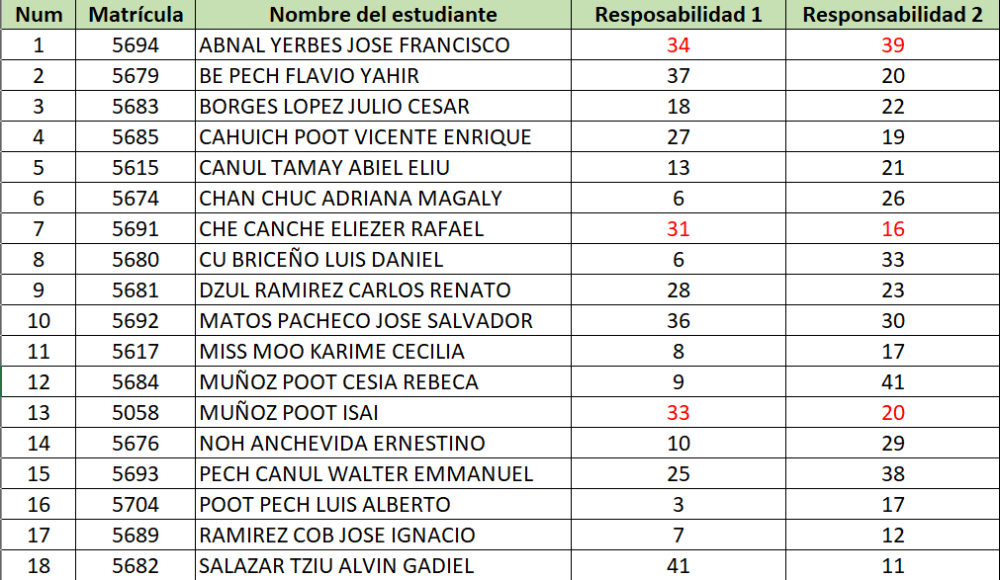 Num Matrícula Nombre del estudiante Resposabilidad 1 Responsabilidad 2
1 5694 ABNAL YERBES JOSE FRANCISCO 34 39
2 5679 BE PECH FLAVIO YAHIR 37 20
3 5683 BORGES LOPEZ JULIO CESAR 18 22
4 5685 CAHUICH POOT VICENTE ENRIQUE 27 19
5 5615 CANUL TAMAY ABIEL ELIU 13 21
6 5674 CHAN CHUC ADRIANA MAGALY 6 26
7 5691 CHE CANCHE ELIEZER RAFAEL 31 16
8 5680 CU BRICEÑO LUIS DANIEL 6 33
9 5681 DZUL RAMIREZ CARLOS RENATO 28 23
10 5692 MATOS PACHECO JOSE SALVADOR 36 30
11 5617 MISS MOO KARIME CECILIA 8 17
12 5684 MUÑOZ POOT CESIA REBECA 9 41
13 5058 MUÑOZ POOT ISAI 33 20
14 5676 NOH ANCHEVIDA ERNESTINO 10 29
15 5693 PECH CANUL WALTER EMMANUEL 25 38
16 5704 POOT PECH LUIS ALBERTO 3 17
17 5689 RAMIREZ COB JOSE IGNACIO 7 12
18 5682 SALAZAR TZIU ALVIN GADIEL 41 11